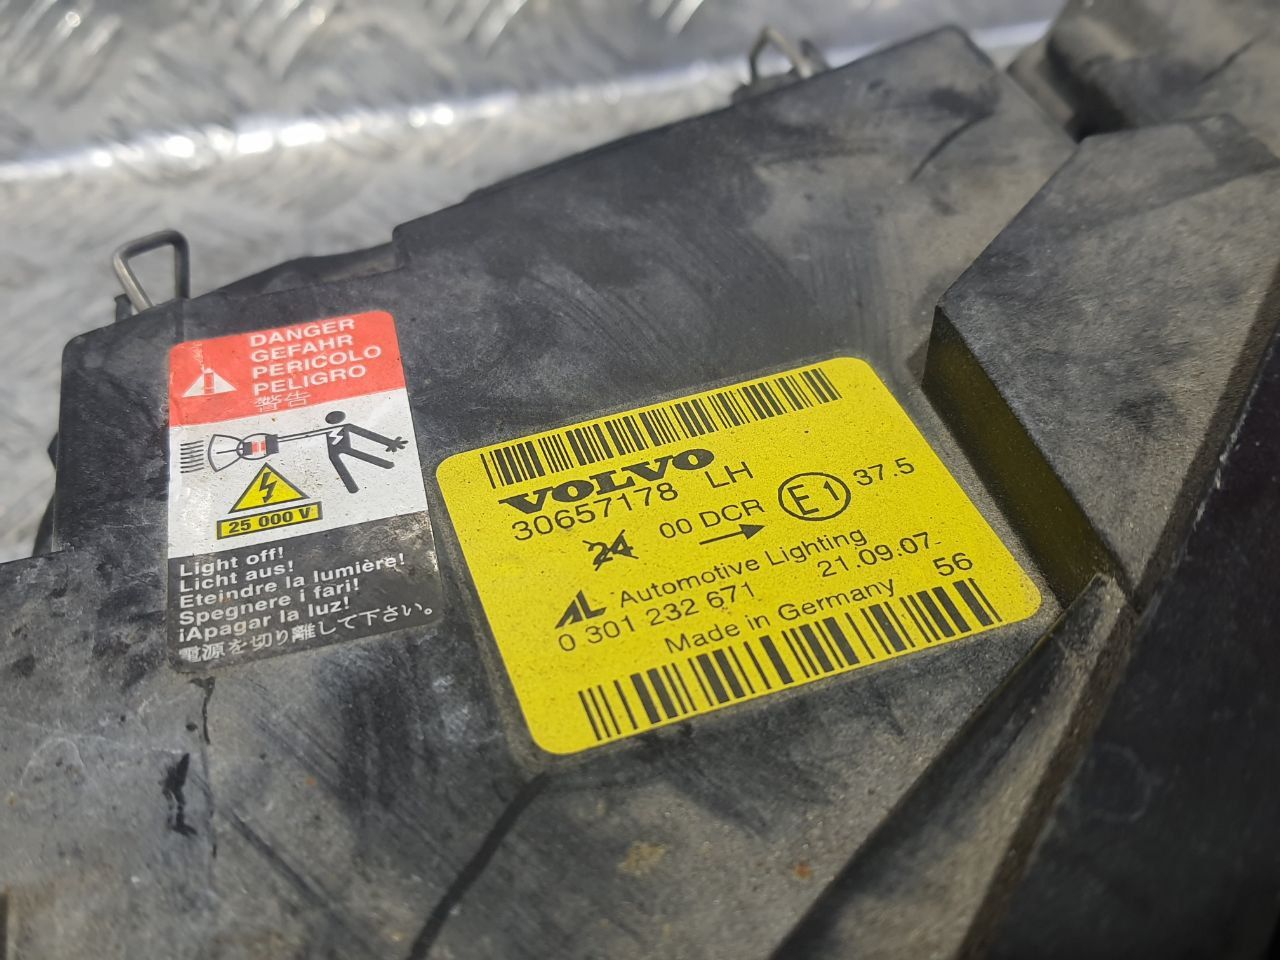 DANGER
GEFAHR
PERICOLO
PELIGRO
警告
25 000 V
Light off!
Licht aus!
Eteindre la lumière!
Spegnere i fari!
¡Apagar la luz!
電源を切り離して下さい。
VOLVO
30657178 LH
24 00 DCR E1 37.5
AL Automotive Lighting
0 301 232 671 21.09.07
Made in Germany 56